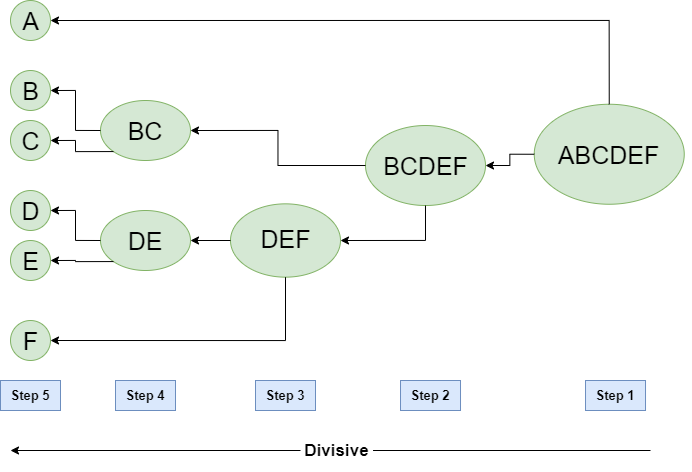 A
B
BC
C
BCDEF
ABCDEF
D
DE
DEF
E
F
Step 5
Step 4
Step 3
Step 2
Step 1
Divisive